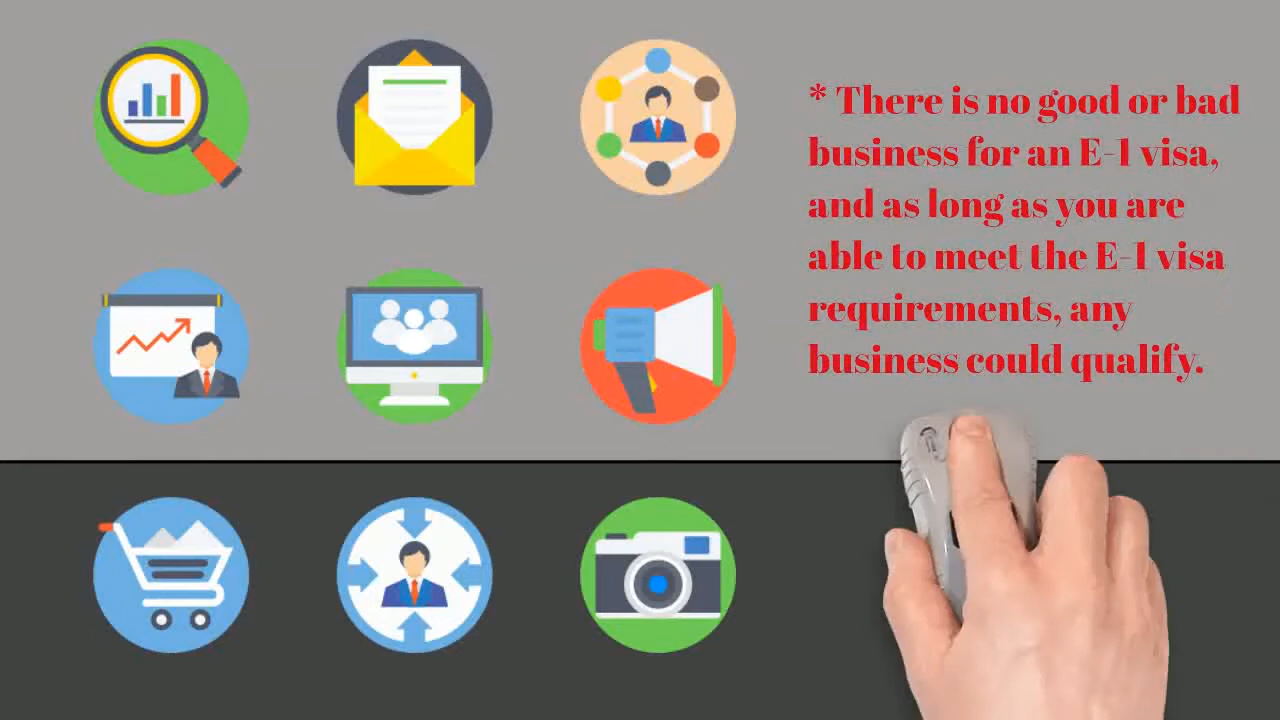 * There is no good or bad
business for an E-1 visa,
and as long as you are
able to meet the E-1 visa
requirements, any
business could qualify.